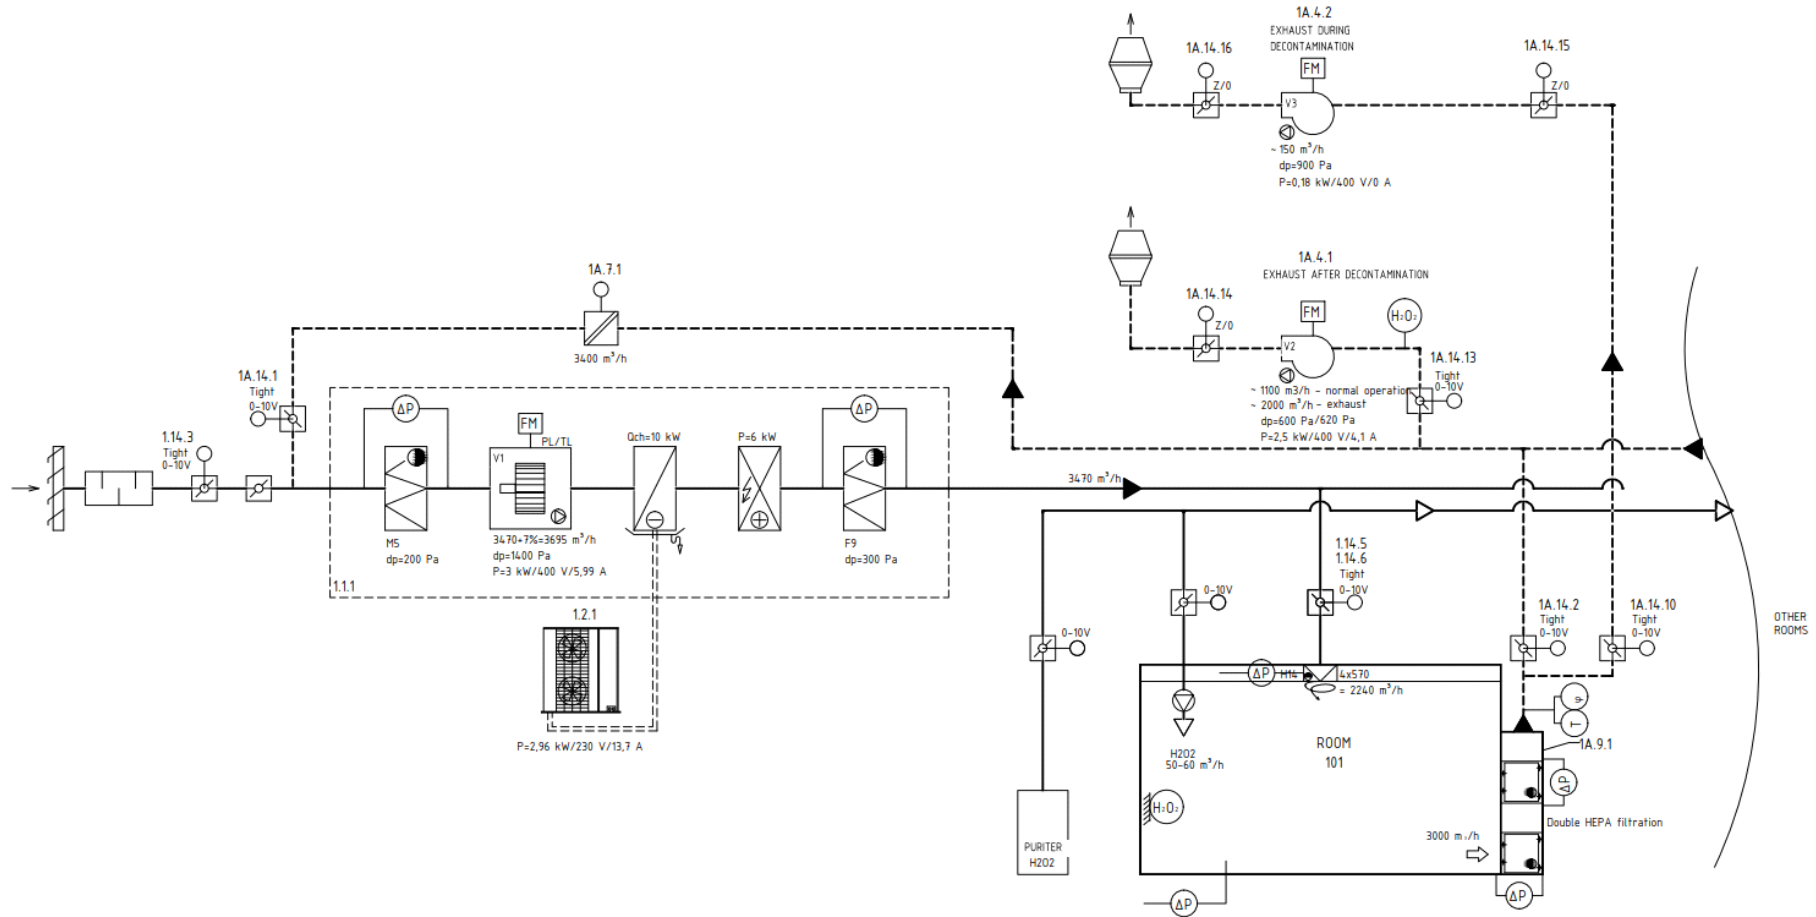 1A.4.2
EXHAUST DURING
DECONTAMINATION
1A.14.16
Z/0
FM
V3
1A.14.15
Z/0
~ 150 m³/h
dp=900 Pa
P=0,18 kW/400 V/0 A
1A.4.1
EXHAUST AFTER DECONTAMINATION
1A.14.14
Z/0
FM
V2
H₂O₂
1A.14.13
Tight
0-10V
~ 1100 m3/h - normal operation
~ 2000 m³/h - exhaust
dp=600 Pa/620 Pa
P=2,5 kW/400 V/4,1 A
1A.7.1
3400 m³/h
1A.14.1
Tight
0-10V
1.14.3
Tight
0-10V
ΔP
M5
dp=200 Pa
FM
PL/TL
V1
3470+7%=3695 m³/h
dp=1400 Pa
P=3 kW/400 V/5,99 A
Qch=10 kW
P=6 kW
ΔP
F9
dp=300 Pa
1.1.1
1.2.1
P=2,96 kW/230 V/13,7 A
3470 m³/h
0-10V
0-10V
1.14.5
1.14.6
Tight
0-10V
1A.14.2
Tight
0-10V
1A.14.10
Tight
0-10V
OTHER
ROOMS
ΔP
H14
4x570
= 2240 m³/h
φ
T
1A.9.1
H2O2
50-60 m³/h
ROOM
101
ΔP
H₂O₂
Double HEPA filtration
3000 m³/h
PURITER
H2O2
ΔP
ΔP